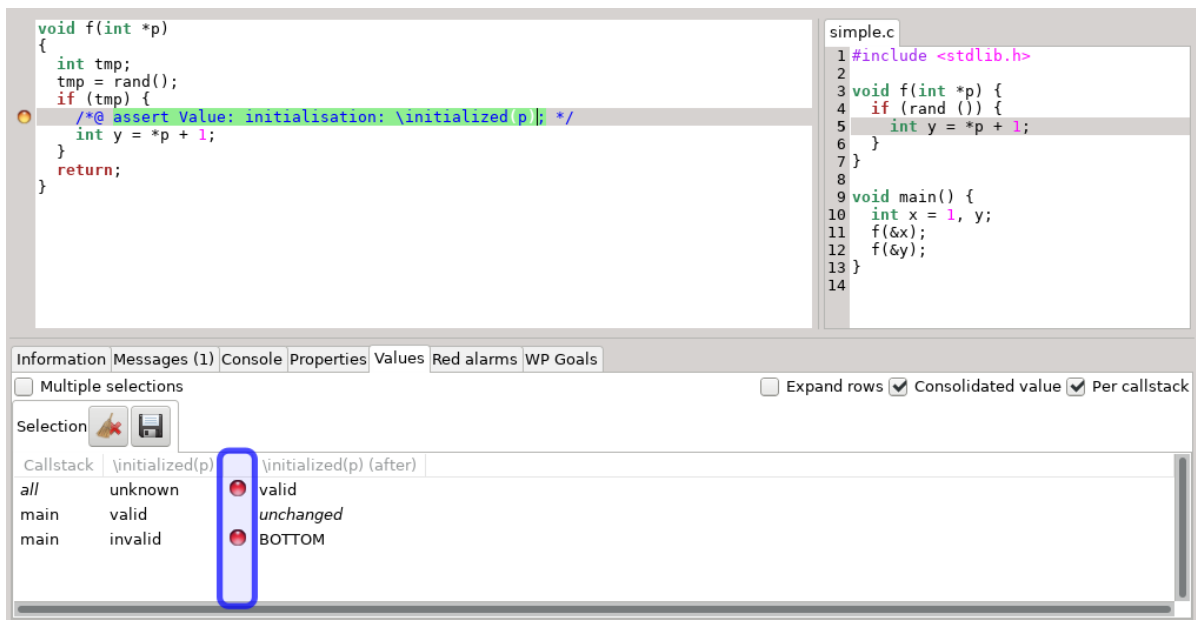 void f(int *p)
{
  int tmp;
  tmp = rand();
  if (tmp) {
    /*@ assert Value: initialisation: \initialized(p); */
    int y = *p + 1;
  }
  return;
}
simple.c
1 #include <stdlib.h>
2
3 void f(int *p) {
4   if (rand ()) {
5     int y = *p + 1;
6   }
7 }
8
9 void main() {
10   int x = 1, y;
11   f(&x);
12   f(&y);
13 }
14
Information Messages (1) Console Properties Values Red alarms WP Goals
Multiple selections Expand rows Consolidated value Per callstack
Selection
Callstack \initialized(p) \initialized(p) (after)
all unknown valid
main valid unchanged
main invalid BOTTOM